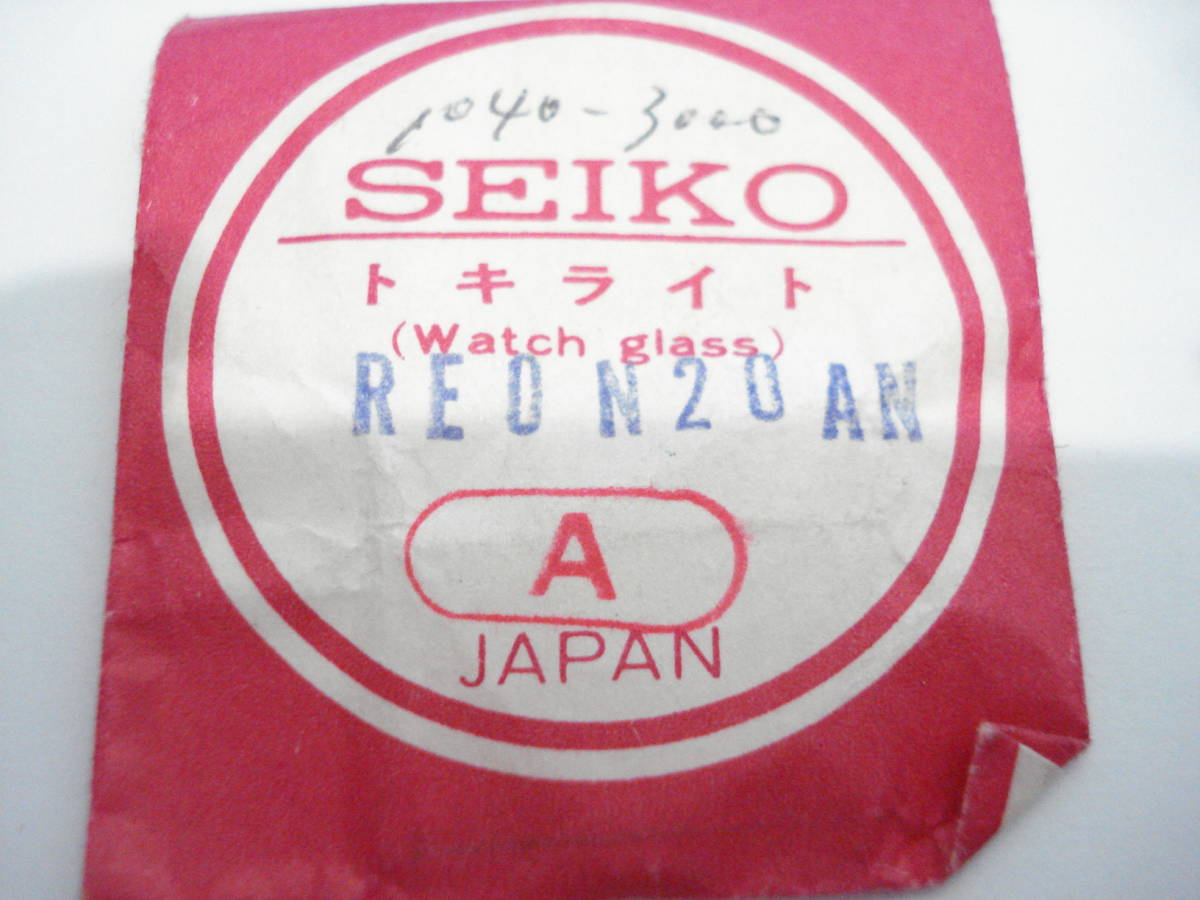 1040-3000
SEIKO
トキライト
(Watch glass)
RE0N20AN
A
JAPAN